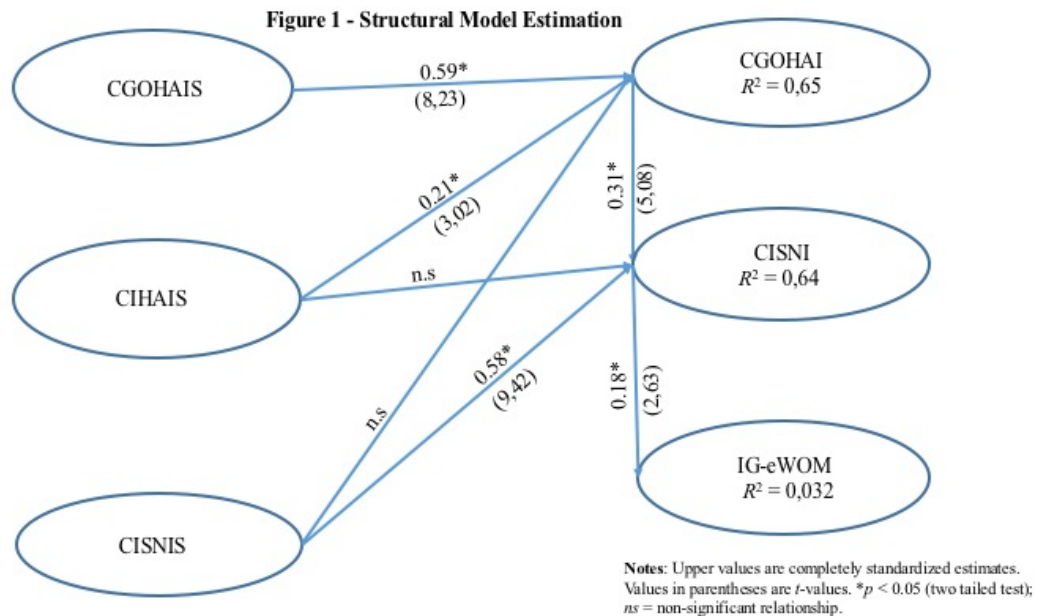 Figure 1 - Structural Model Estimation
CGOHAIS
0.59*
(8,23)
CGOHAI
R² = 0,65
0.21*
(3,02)
0.31*
(5,08)
CIHAIS
n.s
CISNI
R² = 0,64
0.58*
(9,42)
n.s
0.18*
(2,63)
IG-eWOM
R² = 0,032
CISNIS
Notes: Upper values are completely standardized estimates.
Values in parentheses are t-values. *p < 0.05 (two tailed test);
ns = non-significant relationship.